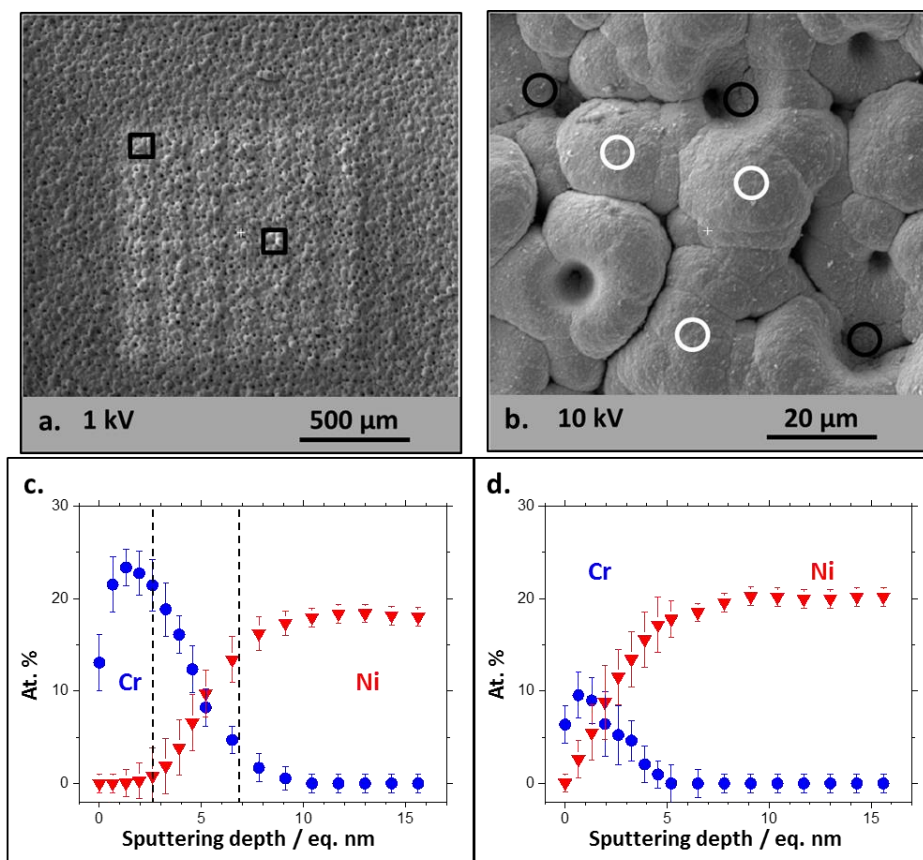 a. 1 kV 500 μm
b. 10 kV 20 μm
c.
30
20
10
0
At. %
Cr
Ni
0 5 10 15
Sputtering depth / eq. nm
d.
30
20
10
0
At. %
Cr
Ni
0 5 10 15
Sputtering depth / eq. nm